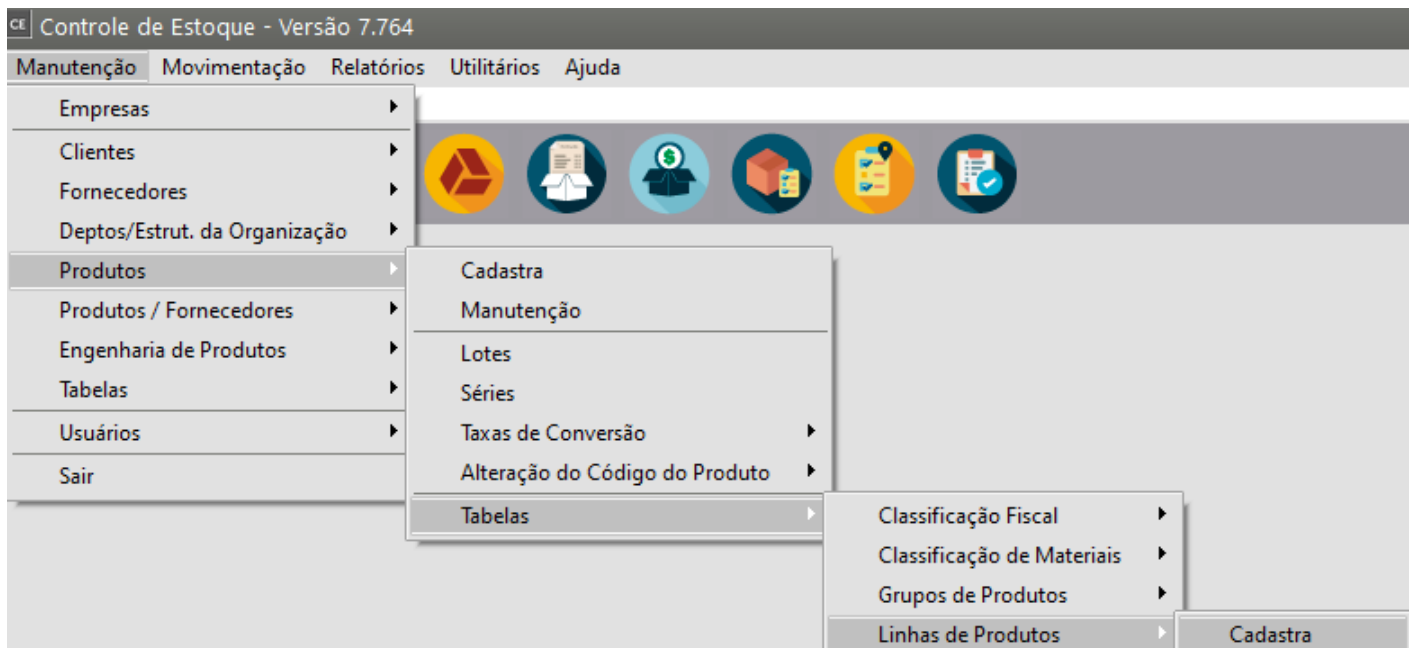 CE Controle de Estoque - Versão 7.764
Manutenção Movimentação Relatórios Utilitários Ajuda
Empresas
Clientes
Fornecedores
Deptos/Estrut. da Organização
Produtos
Produtos / Fornecedores
Engenharia de Produtos
Tabelas
Usuários
Sair
Cadastra
Manutenção
Lotes
Séries
Taxas de Conversão
Alteração do Código do Produto
Tabelas
Classificação Fiscal
Classificação de Materiais
Grupos de Produtos
Linhas de Produtos
Cadastra